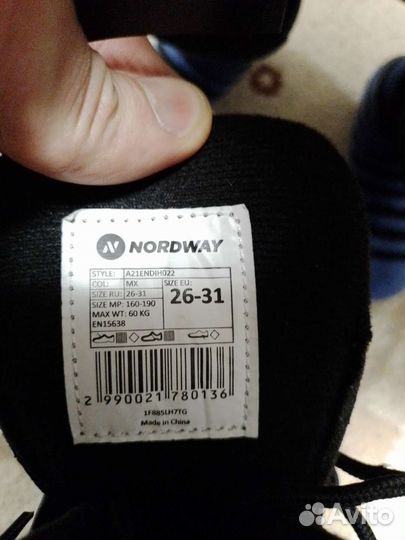 NORDWAY
STYLE: A21ENDIH022
COL: MX
SIZE RU: 26-31
SIZE MP: 160-190
MAX WT: 60 KG
EN15638
SIZE EU:
26-31
2 990021 780136
1F885LH7TG
Made in China
Avito